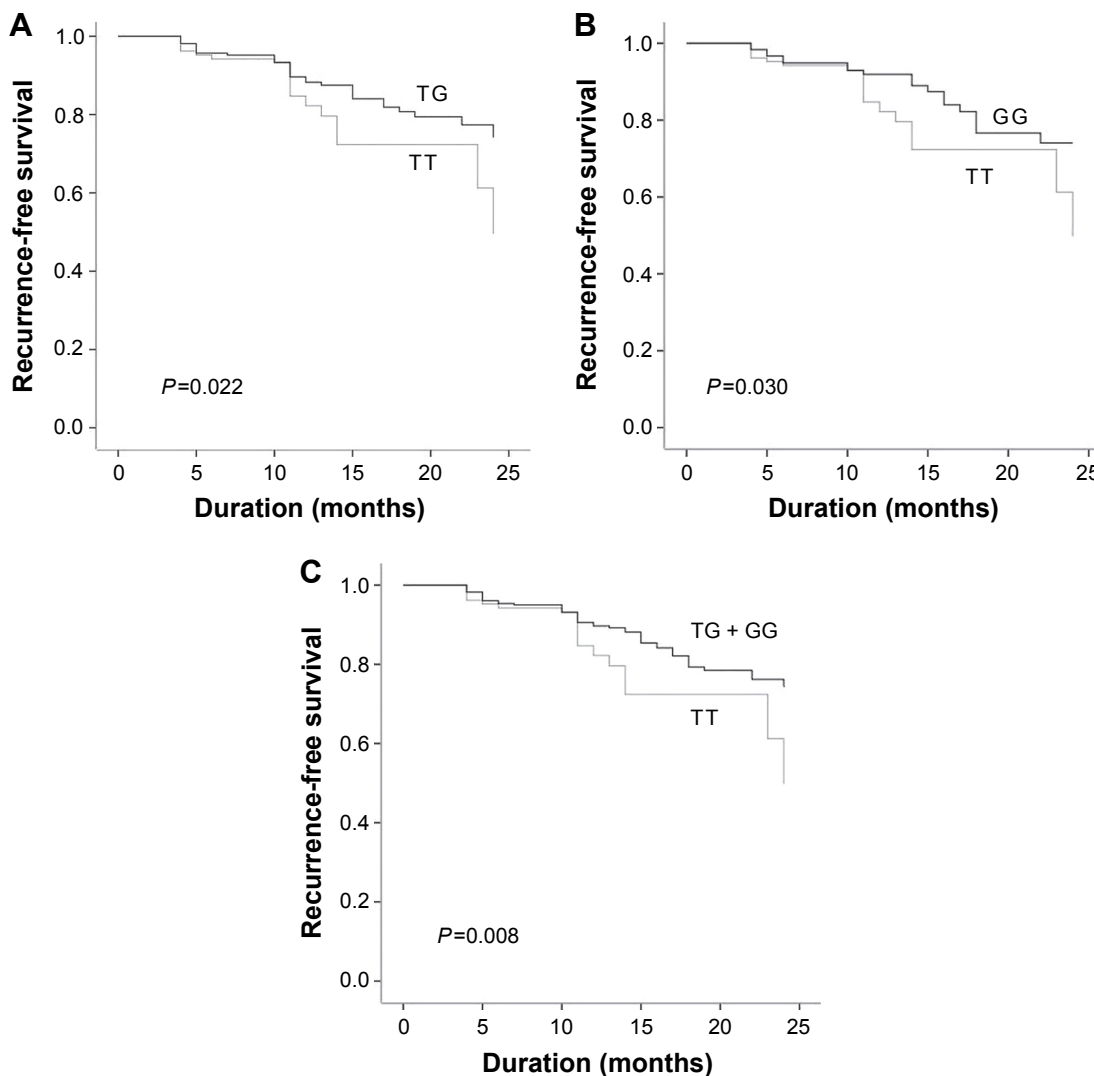 A
Recurrence-free survival
1.0
0.8
0.6
0.4
0.2
0.0
TG
TT
P=0.022
0 5 10 15 20 25
Duration (months)
B
Recurrence-free survival
1.0
0.8
0.6
0.4
0.2
0.0
GG
TT
P=0.030
0 5 10 15 20 25
Duration (months)
C
Recurrence-free survival
1.0
0.8
0.6
0.4
0.2
0.0
TG + GG
TT
P=0.008
0 5 10 15 20 25
Duration (months)